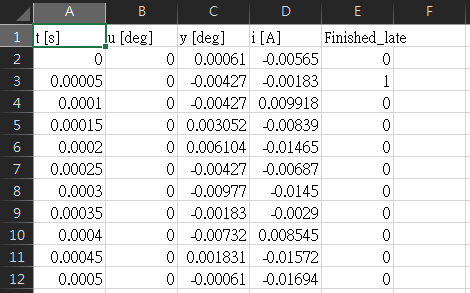 A B C D E F
1 t [s] u [deg] y [deg] i [A] Finished_late
2 0 0 0.00061 -0.00565 0
3 0.00005 0 -0.00427 -0.00183 1
4 0.0001 0 -0.00427 0.009918 0
5 0.00015 0 0.003052 -0.00839 0
6 0.0002 0 0.006104 -0.01465 0
7 0.00025 0 -0.00427 -0.00687 0
8 0.0003 0 -0.00977 -0.0145 0
9 0.00035 0 -0.00183 -0.0029 0
10 0.0004 0 -0.00732 0.008545 0
11 0.00045 0 0.001831 -0.01572 0
12 0.0005 0 -0.00061 -0.01694 0